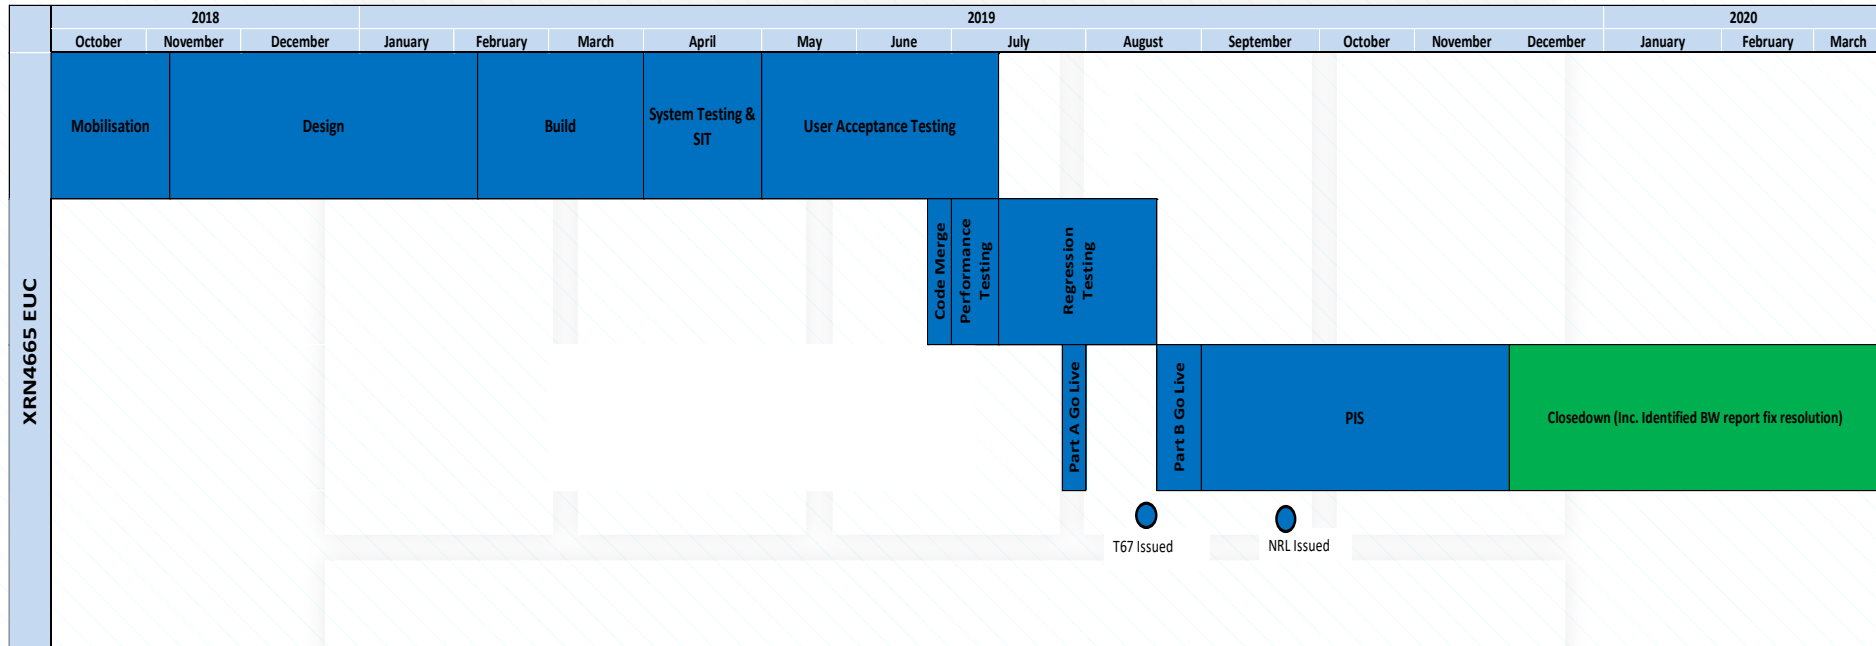 2018
2019
2020
October
November
December
January
February
March
April
May
June
July
August
September
October
November
December
January
February
March
XRN4665 EUC
Mobilisation
Design
Build
System Testing &
SIT
User Acceptance Testing
Code Merge
Performance
Testing
Regression
Testing
Part A Go Live
Part B Go Live
PIS
Closedown (Inc. Identified BW report fix resolution)
T67 Issued
NRL Issued